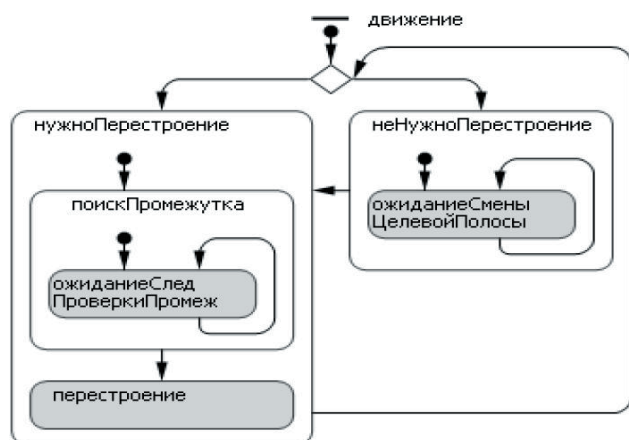 движение
нужноПерестроение
неНужноПерестроение
поискПромежутка
ожиданиеСмены
ЦелевойПолосы
ожиданиеСлед
ПроверкиПромеж
перестроение